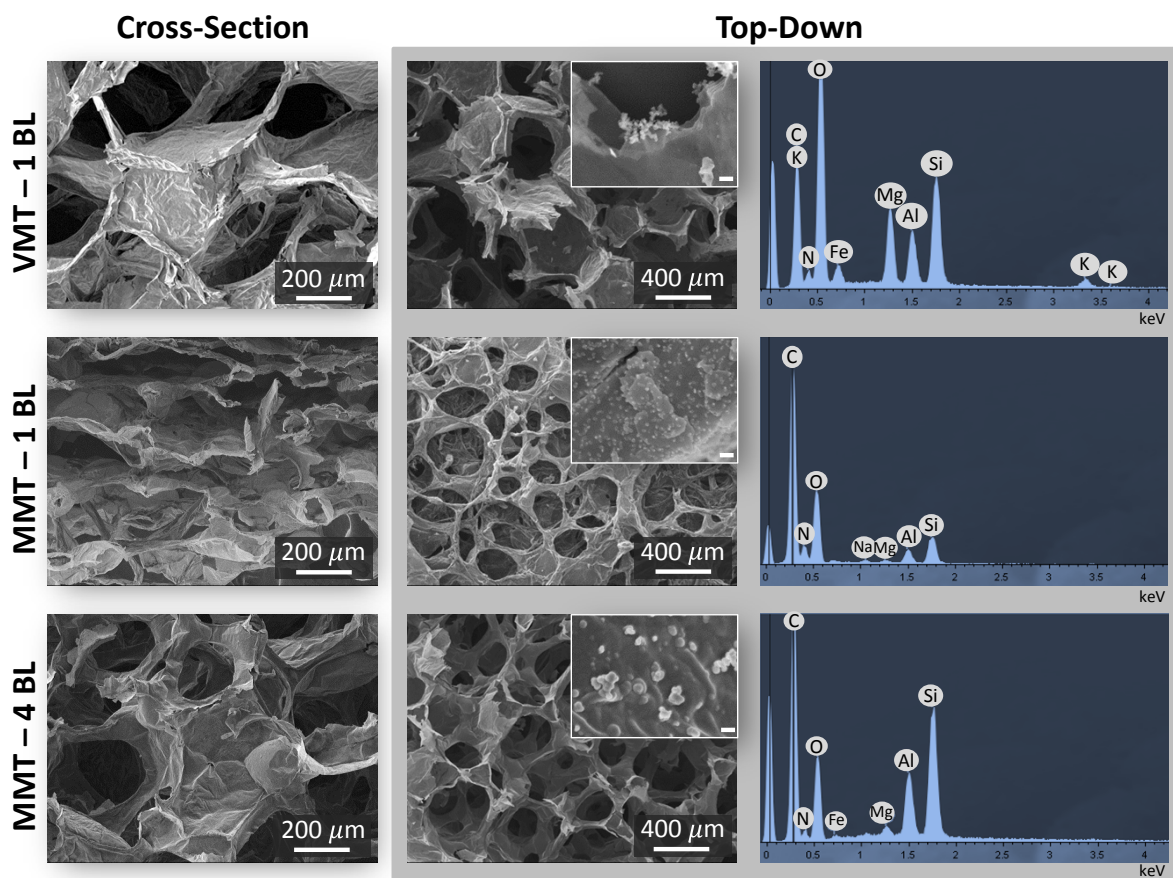 Cross-Section
Top-Down
VMT – 1 BL
200 μm
400 μm
O
C
K
Si
Mg
Al
N
Fe
K
K
0 0.5 1 1.5 2 2.5 3 3.5 4
keV
MMT – 1 BL
200 μm
400 μm
C
O
N
Na
Mg
Al
Si
0 0.5 1 1.5 2 2.5 3 3.5 4
keV
MMT – 4 BL
200 μm
400 μm
C
Si
O
Al
N
Fe
Mg
0 0.5 1 1.5 2 2.5 3 3.5 4
keV